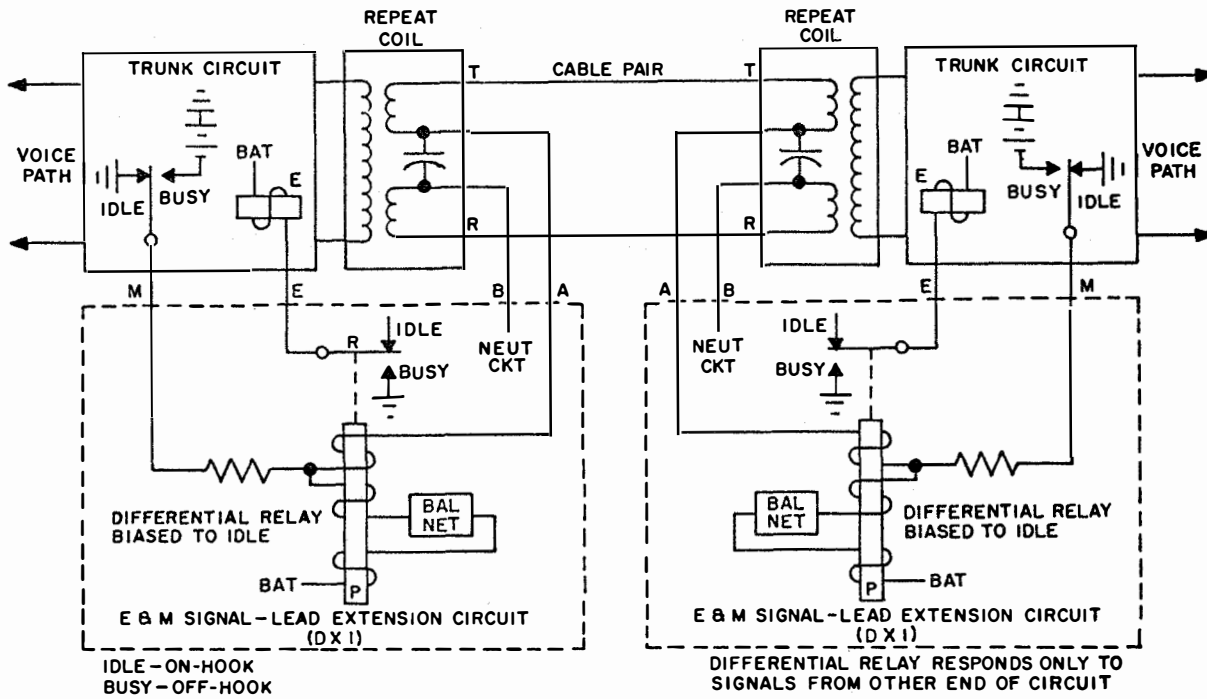 REPEAT
COIL
REPEAT
COIL
TRUNK CIRCUIT
T
CABLE PAIR
T
TRUNK CIRCUIT
VOICE
PATH
BAT
E
BUSY
IDLE
R
R
E
BAT
BUSY
IDLE
VOICE
PATH
M
E
B
A
A
B
E
M
IDLE
R
BUSY
NEUT
CKT
NEUT
CKT
IDLE
BUSY
DIFFERENTIAL RELAY
BIASED TO IDLE
BAL
NET
BAT
P
E & M SIGNAL-LEAD EXTENSION CIRCUIT
(DX1)
BAL
NET
DIFFERENTIAL RELAY
BIASED TO IDLE
P
BAT
E & M SIGNAL-LEAD EXTENSION CIRCUIT
(DX1)
IDLE-ON-HOOK
BUSY-OFF-HOOK
DIFFERENTIAL RELAY RESPONDS ONLY TO
SIGNALS FROM OTHER END OF CIRCUIT